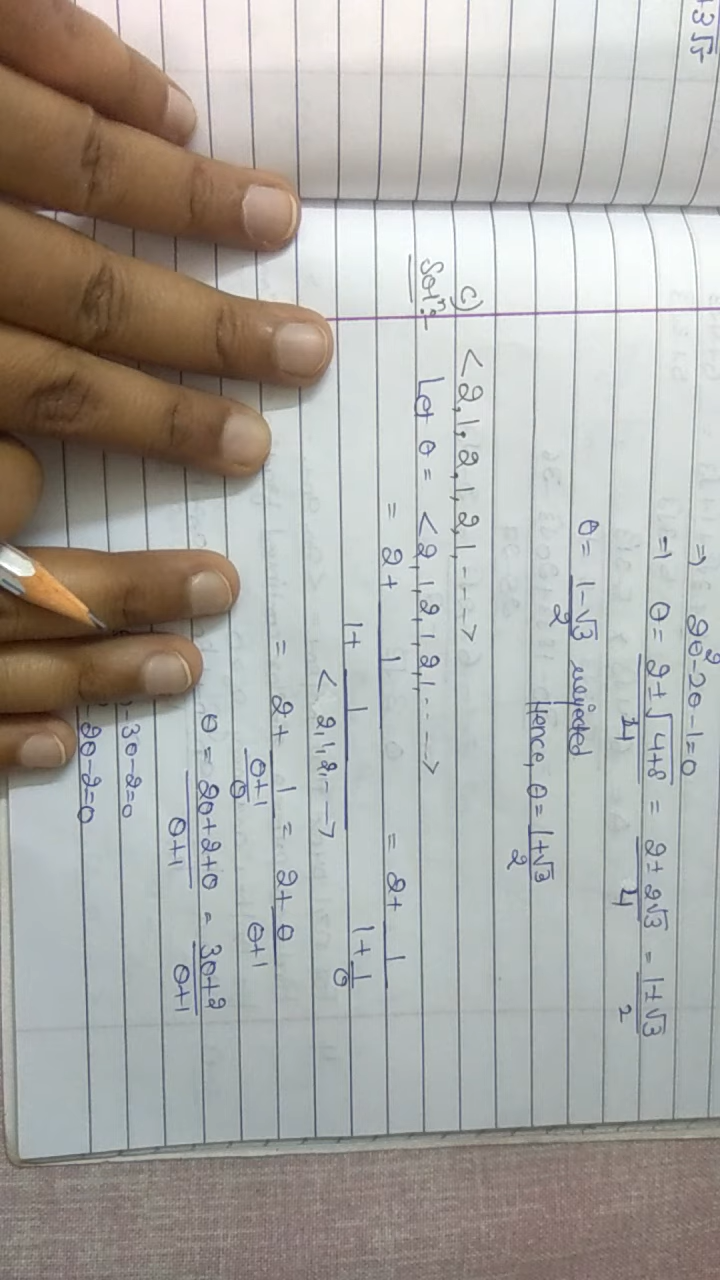 +3√5
⇒ 2θ²-2θ-1=0
⇒ θ = 2±√4+8/4 = 2±2√3/4 = 1±√3/2
θ = 1-√3/2 rejected
Hence, θ = 1+√3/2
c) <2,1,2,1,2,1,---->
Solⁿ:- Let θ = <2,1,2,1,2,1---->
= 2+ 1/1+ 1/<2,1,2,--> = 2+ 1/1+1/θ
= 2+ 1/θ+1/θ = 2+ θ/θ+1
θ = 2θ+2+θ/θ+1 = 3θ+2/θ+1
-3θ-2=0
-2θ-2=0